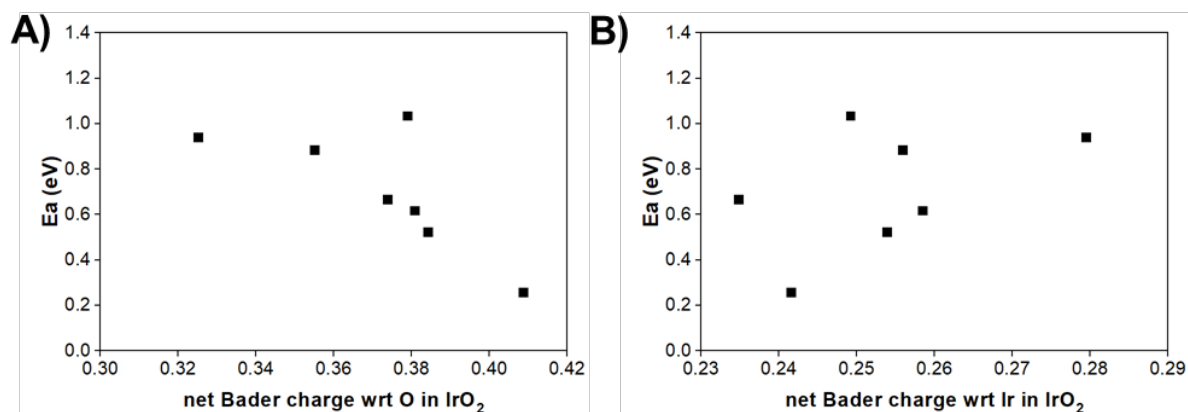 A)
1.4
1.2
1.0
0.8
0.6
0.4
0.2
0.0
Ea (eV)
0.30 0.32 0.34 0.36 0.38 0.40 0.42
net Bader charge wrt O in IrO₂
B)
1.4
1.2
1.0
0.8
0.6
0.4
0.2
0.0
Ea (eV)
0.23 0.24 0.25 0.26 0.27 0.28 0.29
net Bader charge wrt Ir in IrO₂